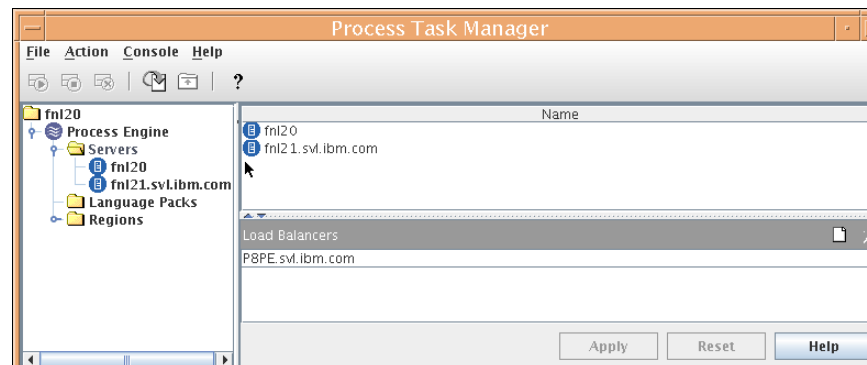 Process Task Manager
File Action Console Help
?
fnl20
Process Engine
Servers
fnl20
fnl21.svl.ibm.com
Language Packs
Regions
Name
fnl20
fnl21.svl.ibm.com
Load Balancers
P8PE.svl.ibm.com
Apply Reset Help